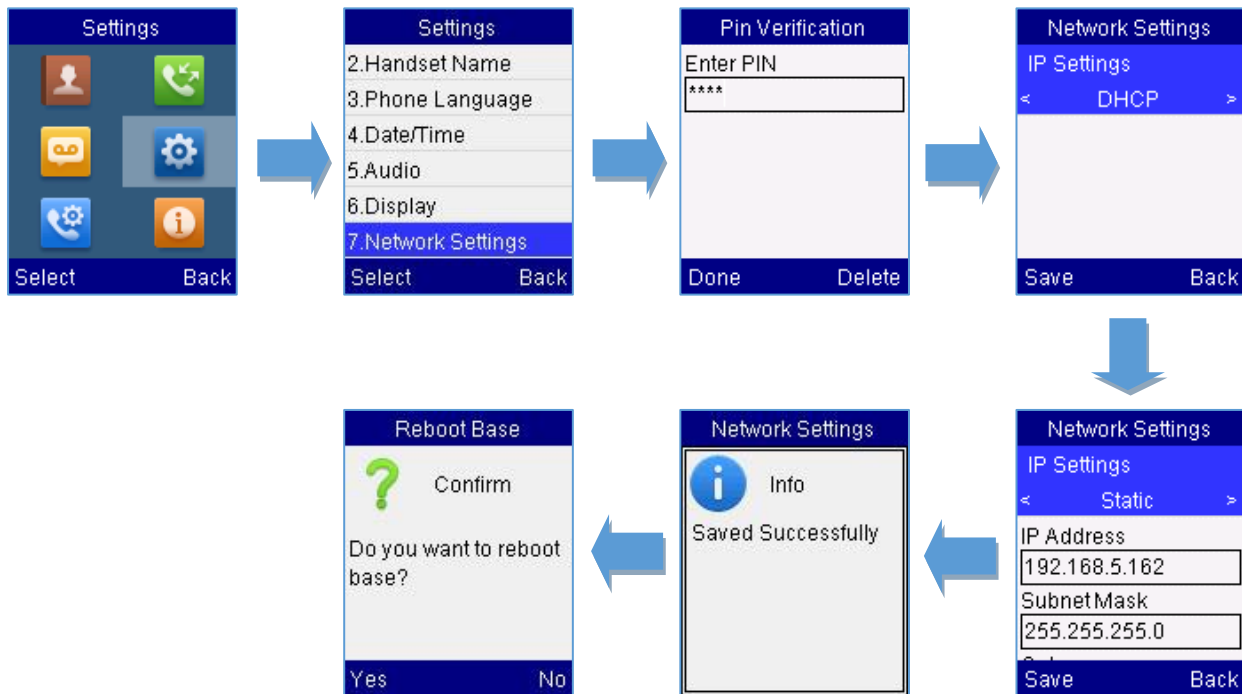 Settings
Select Back
Settings
2.Handset Name
3.Phone Language
4.Date/Time
5.Audio
6.Display
7.Network Settings
Select Back
Pin Verification
Enter PIN
****
Done Delete
Network Settings
IP Settings
< DHCP >
Save Back
Network Settings
IP Settings
< Static >
IP Address
192.168.5.162
Subnet Mask
255.255.255.0
Save Back
Network Settings
Info
Saved Successfully
Reboot Base
Confirm
Do you want to reboot
base?
Yes No